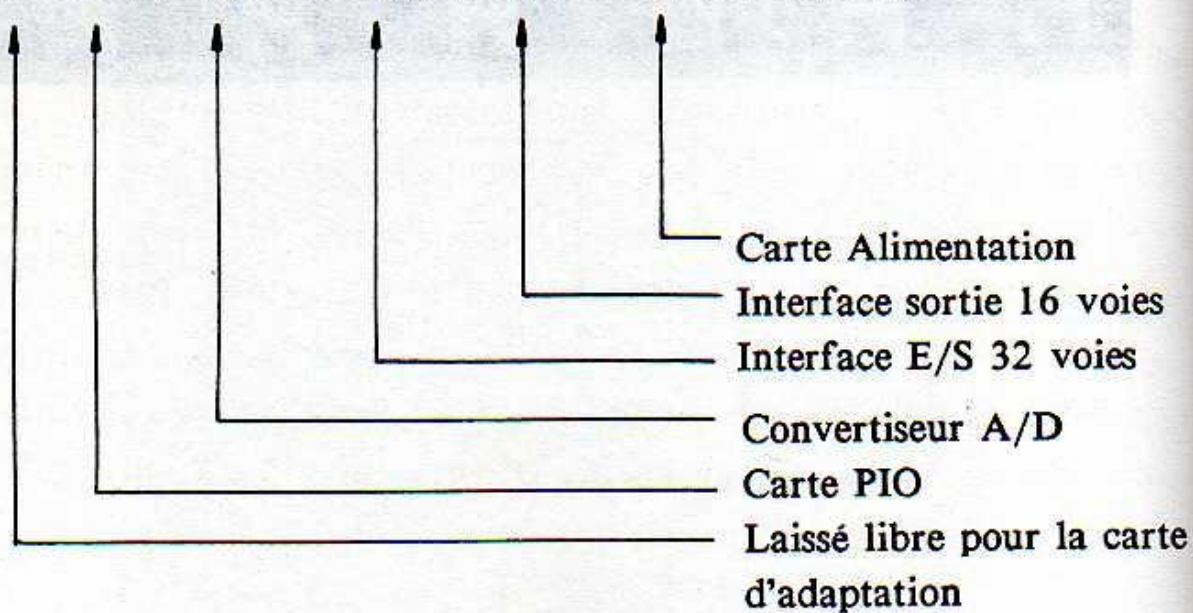 Carte Alimentation
Interface sortie 16 voies
Interface E/S 32 voies
Convertiseur A/D
Carte PIO
Laissé libre pour la carte
d'adaptation